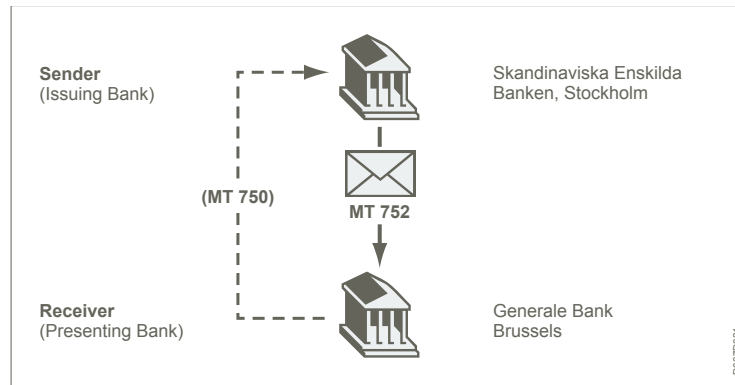 Sender
(Issuing Bank)
Skandinaviska Enskilda
Banken, Stockholm
(MT 750)
MT 752
Receiver
(Presenting Bank)
Generale Bank
Brussels